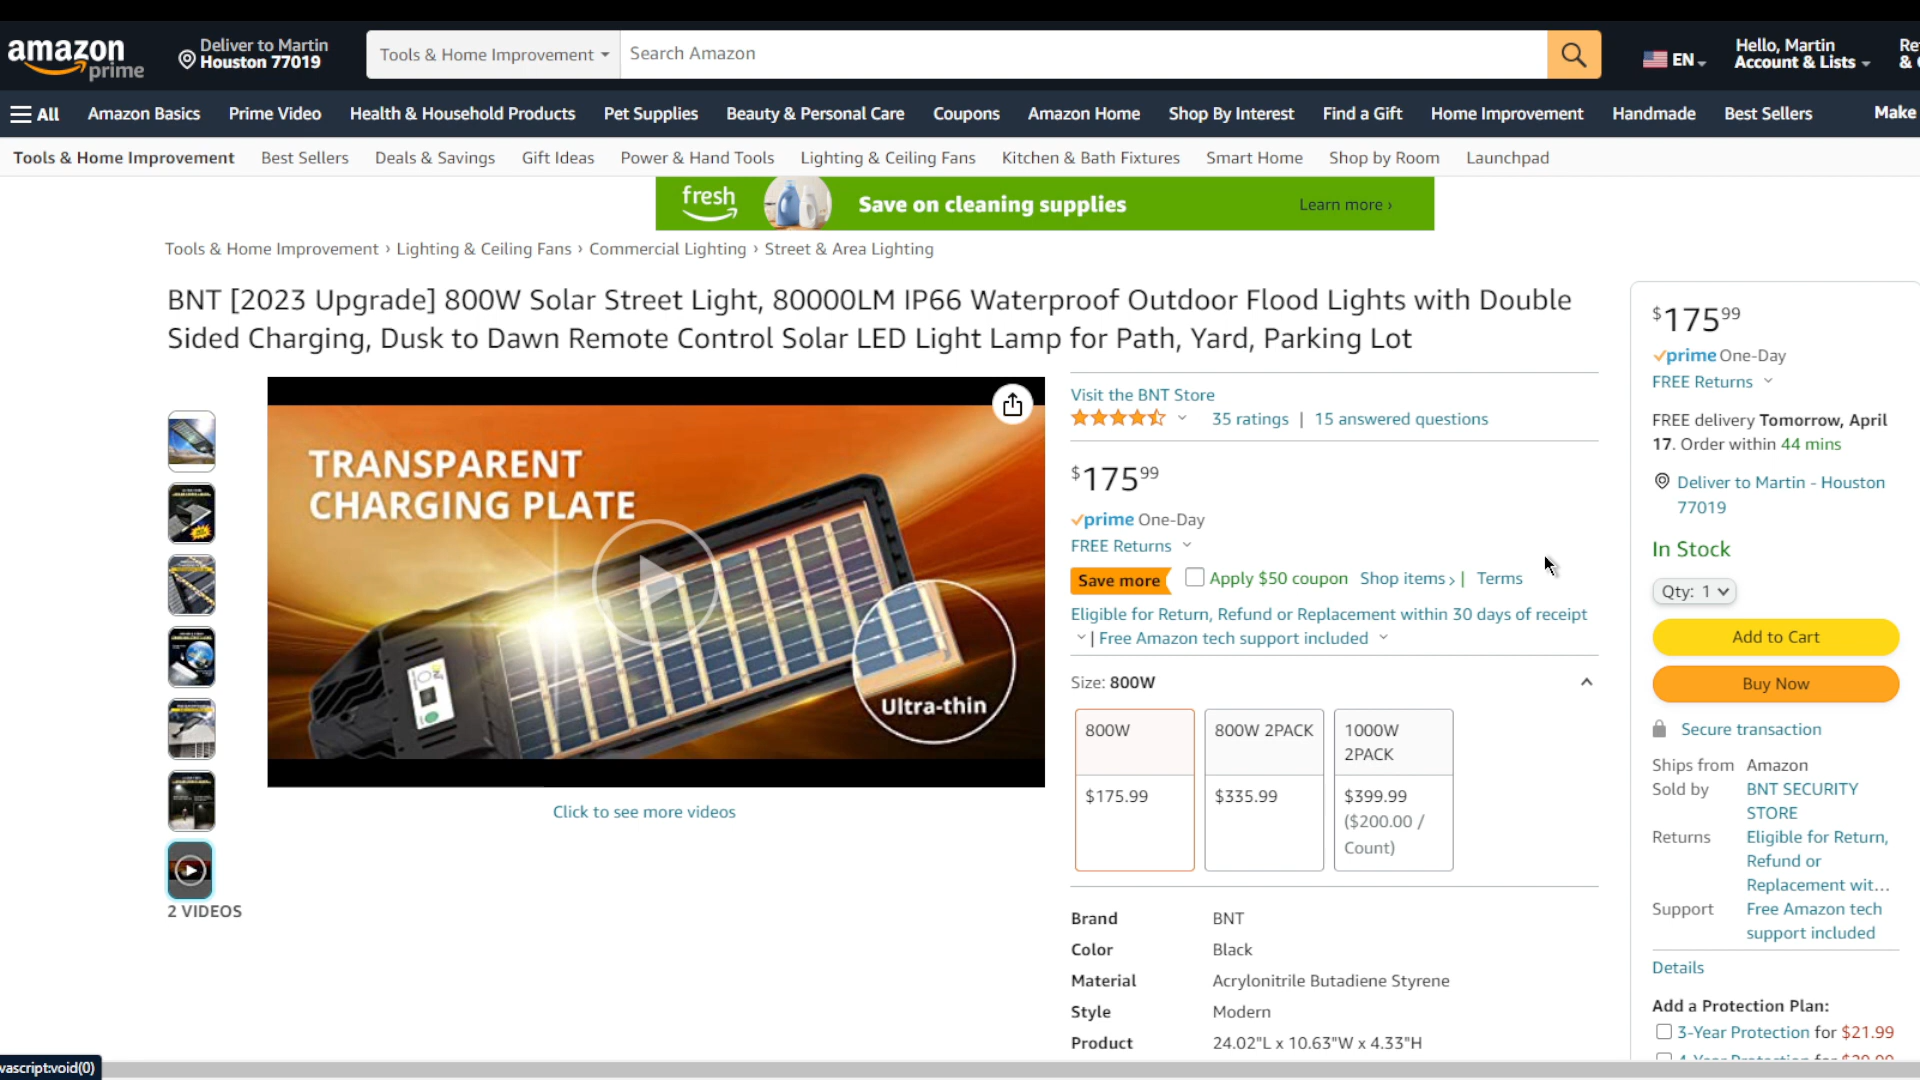 amazon
prime
Deliver to Martin
Houston 77019
Tools & Home Improvement
Search Amazon
EN
Hello, Martin
Account & Lists
Re
&
All
Amazon Basics
Prime Video
Health & Household Products
Pet Supplies
Beauty & Personal Care
Coupons
Amazon Home
Shop By Interest
Find a Gift
Home Improvement
Handmade
Best Sellers
Make
Tools & Home Improvement
Best Sellers
Deals & Savings
Gift Ideas
Power & Hand Tools
Lighting & Ceiling Fans
Kitchen & Bath Fixtures
Smart Home
Shop by Room
Launchpad
fresh
Save on cleaning supplies
Learn more ›
Tools & Home Improvement › Lighting & Ceiling Fans › Commercial Lighting › Street & Area Lighting
BNT [2023 Upgrade] 800W Solar Street Light, 80000LM IP66 Waterproof Outdoor Flood Lights with Double
Sided Charging, Dusk to Dawn Remote Control Solar LED Light Lamp for Path, Yard, Parking Lot
TRANSPARENT
CHARGING PLATE
Ultra-thin
Click to see more videos
2 VIDEOS
Visit the BNT Store
35 ratings | 15 answered questions
$175 99
prime One-Day
FREE Returns
Save more
Apply $50 coupon Shop items › | Terms
Eligible for Return, Refund or Replacement within 30 days of receipt
| Free Amazon tech support included
Size: 800W
800W
$175.99
800W 2PACK
$335.99
1000W
2PACK
$399.99
($200.00 /
Count)
Brand BNT
Color Black
Material Acrylonitrile Butadiene Styrene
Style Modern
Product 24.02"L x 10.63"W x 4.33"H
$175 99
prime One-Day
FREE Returns
FREE delivery Tomorrow, April
17. Order within 44 mins
Deliver to Martin - Houston
77019
In Stock
Qty: 1
Add to Cart
Buy Now
Secure transaction
Ships from Amazon
Sold by BNT SECURITY
STORE
Returns Eligible for Return,
Refund or
Replacement wit...
Support Free Amazon tech
support included
Details
Add a Protection Plan:
3-Year Protection for $21.99
vascript:void(0)